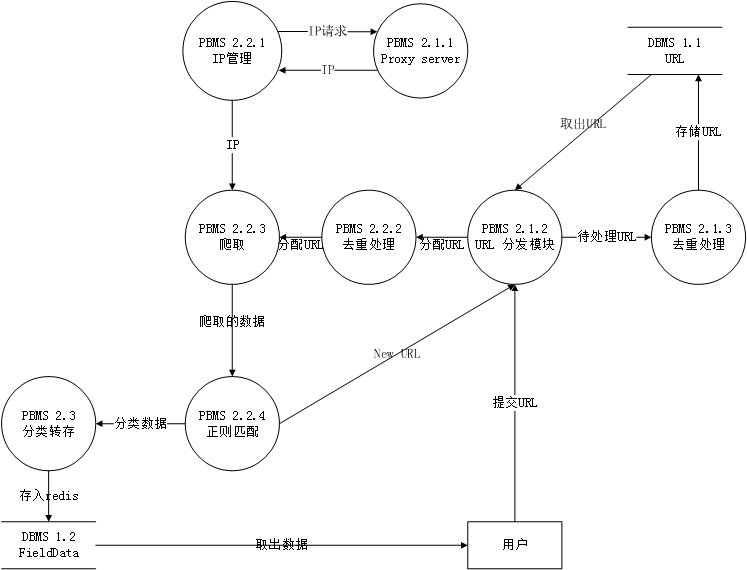 PBMS 2.2.1
IP管理
IP请求
IP
PBMS 2.1.1
Proxy server
DBMS 1.1
URL
取出URL
存储URL
IP
PBMS 2.2.3
爬取
分配URL
PBMS 2.2.2
去重处理
分配URL
PBMS 2.1.2
URL 分发模块
待处理URL
PBMS 2.1.3
去重处理
爬取的数据
New URL
PBMS 2.3
分类转存
分类数据
PBMS 2.2.4
正则匹配
提交URL
存入redis
DBMS 1.2
FieldData
取出数据
用户